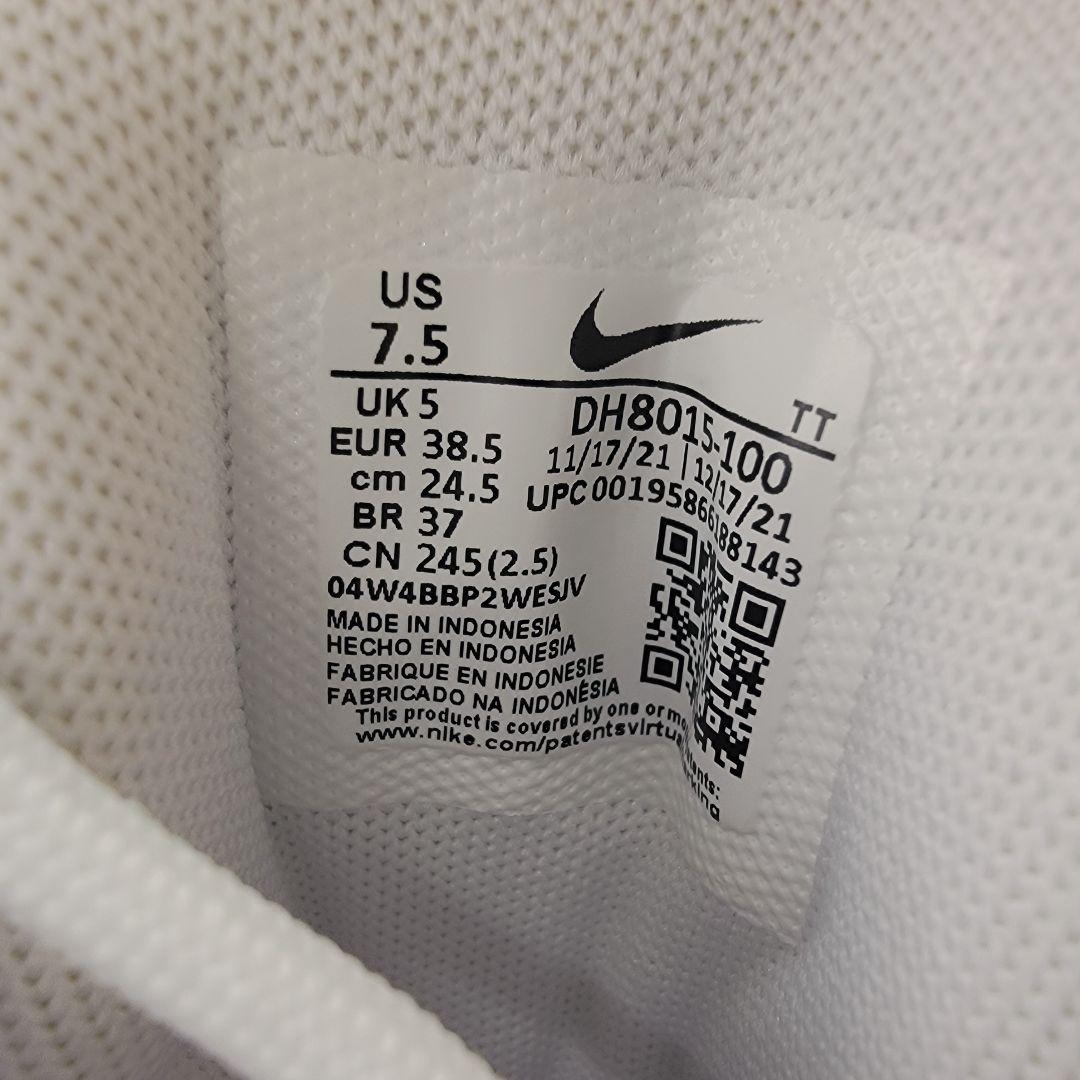 US
7.5
TT
UK 5
EUR 38.5
cm 24.5
BR 37
CN 245(2.5)
DH8015-100
11/17/21 | 12/17/21
UPC 00195866188143
04W4BBP2WESJV
MADE IN INDONESIA
HECHO EN INDONESIA
FABRIQUE EN INDONESIE
FABRICADO NA INDONÉSIA
This product is covered by one or
www.nike.com/patentsvirtu